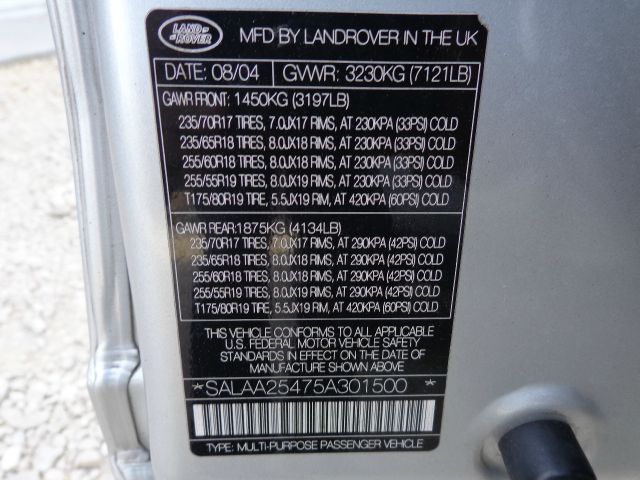 LAND ROVER
MFD BY LANDROVER IN THE UK
DATE: 08/04 GVWR: 3230KG (7121LB)
GAWR FRONT: 1450KG (3197LB)
235/70R17 TIRES, 7.0JX17 RIMS, AT 230KPA (33PSI) COLD
235/65R18 TIRES, 8.0JX18 RIMS, AT 230KPA (33PSI) COLD
255/60R18 TIRES, 8.0JX18 RIMS, AT 230KPA (33PSI) COLD
255/55R19 TIRES, 8.0JX19 RIMS, AT 230KPA (33PSI) COLD
T175/80R19 TIRE, 5.5JX19 RIM, AT 420KPA (60PSI) COLD
GAWR REAR:1875KG (4134LB)
235/70R17 TIRES, 7.0JX17 RIMS, AT 290KPA (42PSI) COLD
235/65R18 TIRES, 8.0JX18 RIMS, AT 290KPA (42PSI) COLD
255/60R18 TIRES, 8.0JX18 RIMS, AT 290KPA (42PSI) COLD
255/55R19 TIRES, 8.0JX19 RIMS, AT 290KPA (42PSI) COLD
T175/80R19 TIRE, 5.5JX19 RIM, AT 420KPA (60PSI) COLD
THIS VEHICLE CONFORMS TO ALL APPLICABLE
U.S. FEDERAL MOTOR VEHICLE SAFETY
STANDARDS IN EFFECT ON THE DATE
OF MANUFACTURE SHOWN ABOVE.
*SALAA25475A301500 *
TYPE: MULTI-PURPOSE PASSENGER VEHICLE